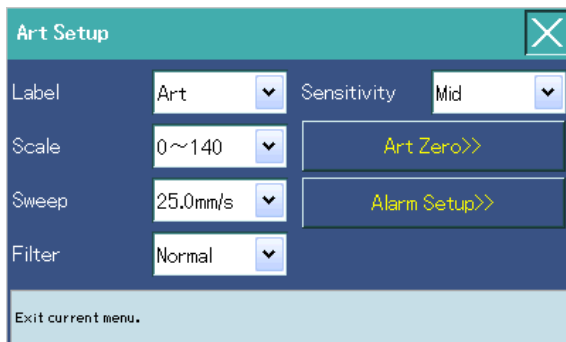 Art Setup
Label Art Sensitivity Mid
Scale 0～140 Art Zero>>
Sweep 25.0mm/s Alarm Setup>>
Filter Normal
Exit current menu.